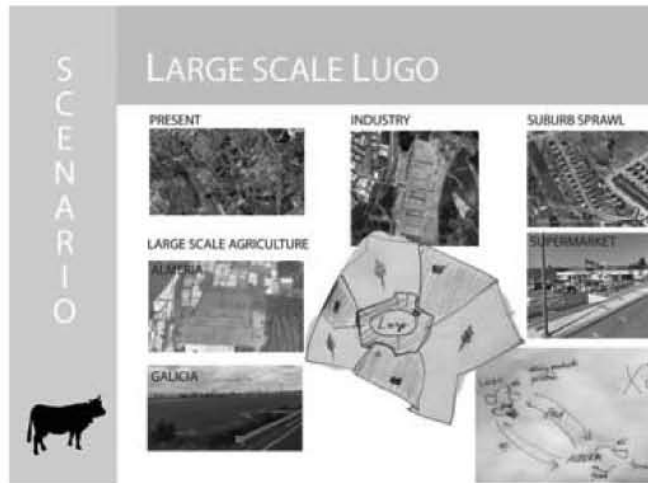 SCENARIO
LARGE SCALE LUGO
PRESENT
INDUSTRY
SUBURB SPRAWL
LARGE SCALE AGRICULTURE
ALMERIA
SUPERMARKET
GALICIA
Lugo